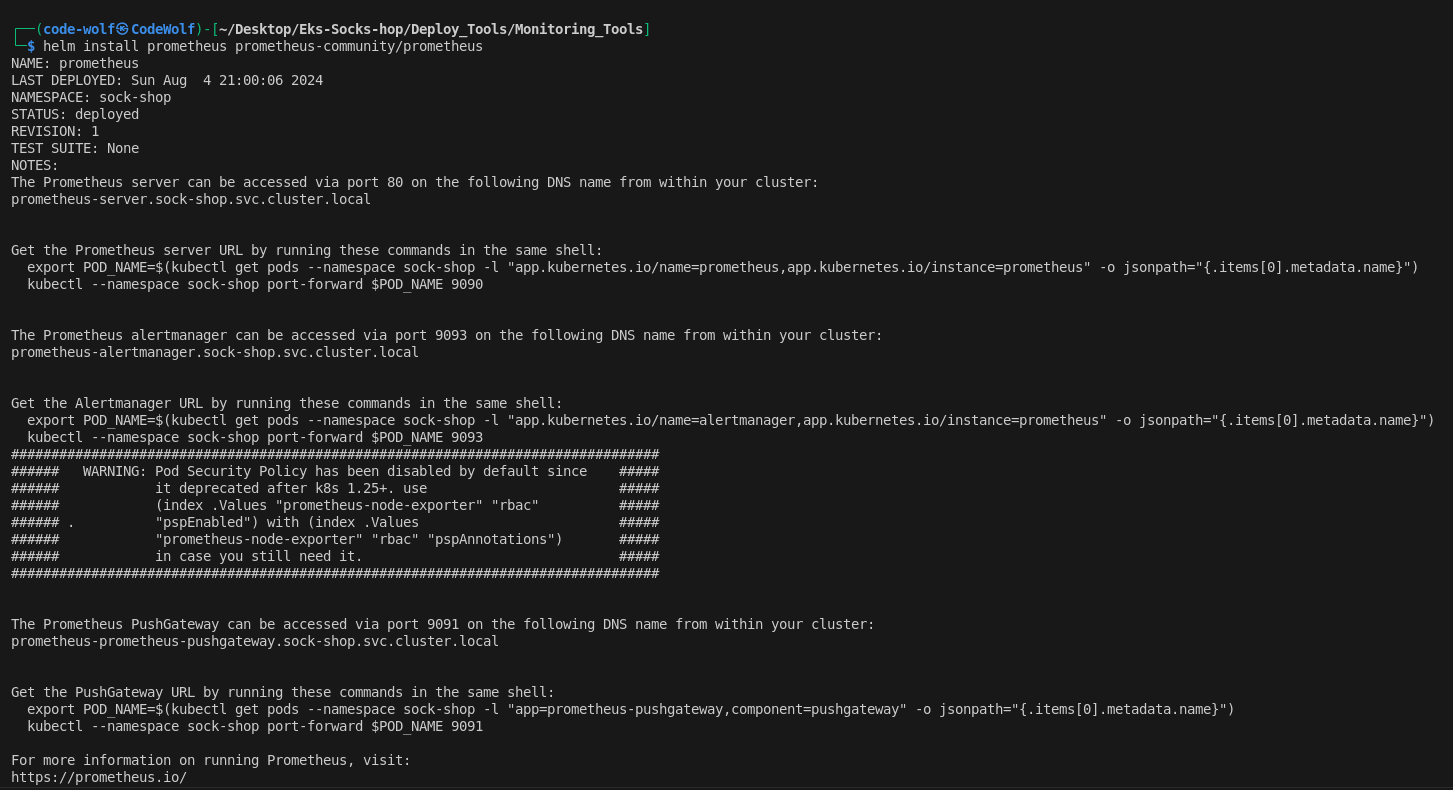 ┌──(code-wolf㉿CodeWolf)-[~/Desktop/Eks-Socks-hop/Deploy_Tools/Monitoring_Tools]
└─$ helm install prometheus prometheus-community/prometheus
NAME: prometheus
LAST DEPLOYED: Sun Aug  4 21:00:06 2024
NAMESPACE: sock-shop
STATUS: deployed
REVISION: 1
TEST SUITE: None
NOTES:
The Prometheus server can be accessed via port 80 on the following DNS name from within your cluster:
prometheus-server.sock-shop.svc.cluster.local
Get the Prometheus server URL by running these commands in the same shell:
  export POD_NAME=$(kubectl get pods --namespace sock-shop -l "app.kubernetes.io/name=prometheus,app.kubernetes.io/instance=prometheus" -o jsonpath="{.items[0].metadata.name}")
  kubectl --namespace sock-shop port-forward $POD_NAME 9090
The Prometheus alertmanager can be accessed via port 9093 on the following DNS name from within your cluster:
prometheus-alertmanager.sock-shop.svc.cluster.local
Get the Alertmanager URL by running these commands in the same shell:
  export POD_NAME=$(kubectl get pods --namespace sock-shop -l "app.kubernetes.io/name=alertmanager,app.kubernetes.io/instance=prometheus" -o jsonpath="{.items[0].metadata.name}")
  kubectl --namespace sock-shop port-forward $POD_NAME 9093
#################################################################################
######   WARNING: Pod Security Policy has been disabled by default since    #####
######            it deprecated after k8s 1.25+. use                        #####
######            (index .Values "prometheus-node-exporter" "rbac"          #####
###### .          "pspEnabled") with (index .Values                         #####
######            "prometheus-node-exporter" "rbac" "pspAnnotations")       #####
######            in case you still need it.                                #####
#################################################################################
The Prometheus PushGateway can be accessed via port 9091 on the following DNS name from within your cluster:
prometheus-prometheus-pushgateway.sock-shop.svc.cluster.local
Get the PushGateway URL by running these commands in the same shell:
  export POD_NAME=$(kubectl get pods --namespace sock-shop -l "app=prometheus-pushgateway,component=pushgateway" -o jsonpath="{.items[0].metadata.name}")
  kubectl --namespace sock-shop port-forward $POD_NAME 9091
For more information on running Prometheus, visit:
https://prometheus.io/